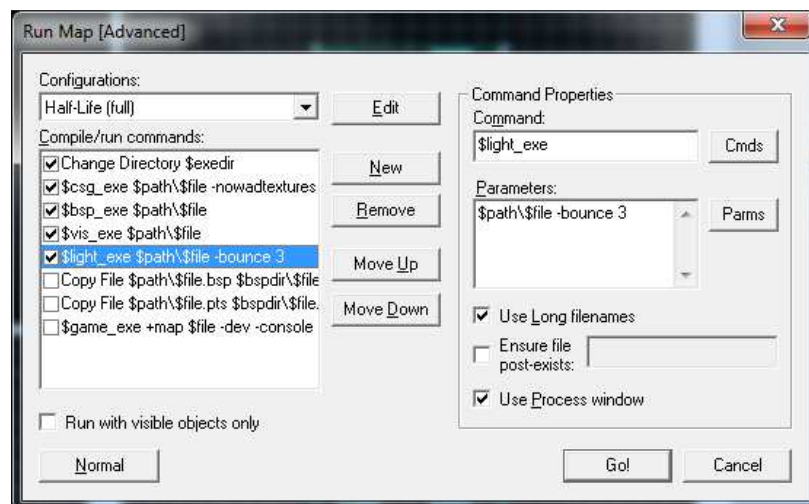 Run Map [Advanced]
Configurations:
Half-Life (full)
Edit
Compile/run commands:
Change Directory $exedir
$csg_exe $path\$file -nowadtextures
$bsp_exe $path\$file
$vis_exe $path\$file
$light_exe $path\$file -bounce 3
Copy File $path\$file.bsp $bspdir\$file
Copy File $path\$file.pts $bspdir\$file.
$game_exe +map $file -dev -console
New
Remove
Move Up
Move Down
Run with visible objects only
Normal
Command Properties
Command:
$light_exe
Cmds
Parameters:
$path\$file -bounce 3
Parms
Use Long filenames
Ensure file
post-exists:
Use Process window
Go!
Cancel